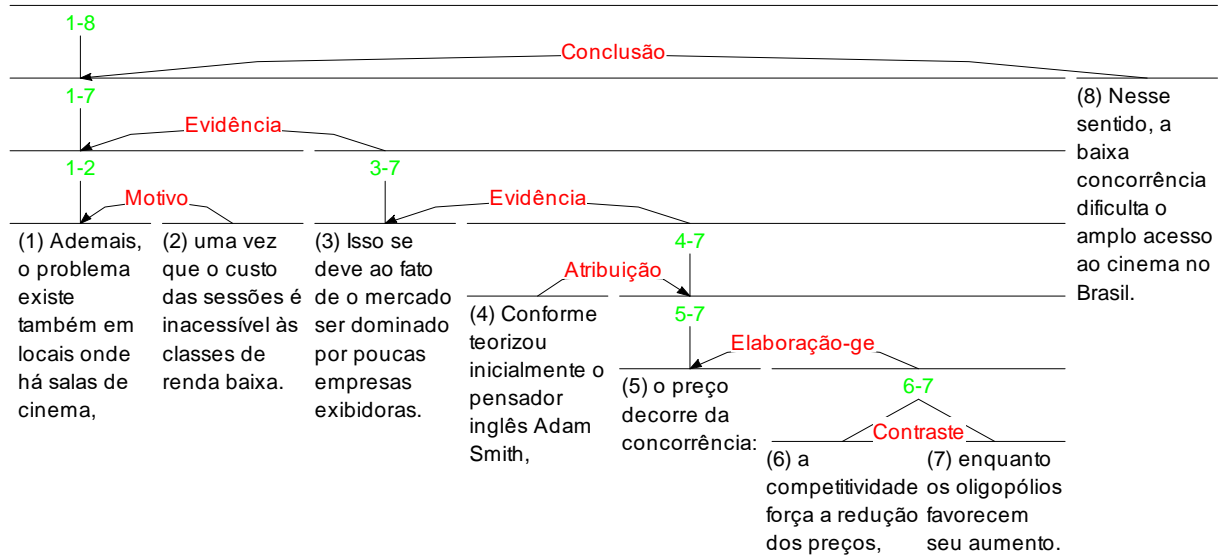 1-8
Conclusão
1-7
Evidência
1-2
3-7
Motivo
Evidência
(1) Ademais,
o problema
existe
também em
locais onde
há salas de
cinema,
(2) uma vez
que o custo
das sessões é
inacessível às
classes de
renda baixa.
(3) Isso se
deve ao fato
de o mercado
ser dominado
por poucas
empresas
exibidoras.
4-7
Atribuição
(4) Conforme
teorizou
inicialmente o
pensador
inglês Adam
Smith,
5-7
Elaboração-ge
(5) o preço
decorre da
concorrência:
6-7
Contraste
(6) a
competitividade
força a redução
dos preços,
(7) enquanto
os oligopólios
favorecem
seu aumento.
(8) Nesse
sentido, a
baixa
concorrência
dificulta o
amplo acesso
ao cinema no
Brasil.